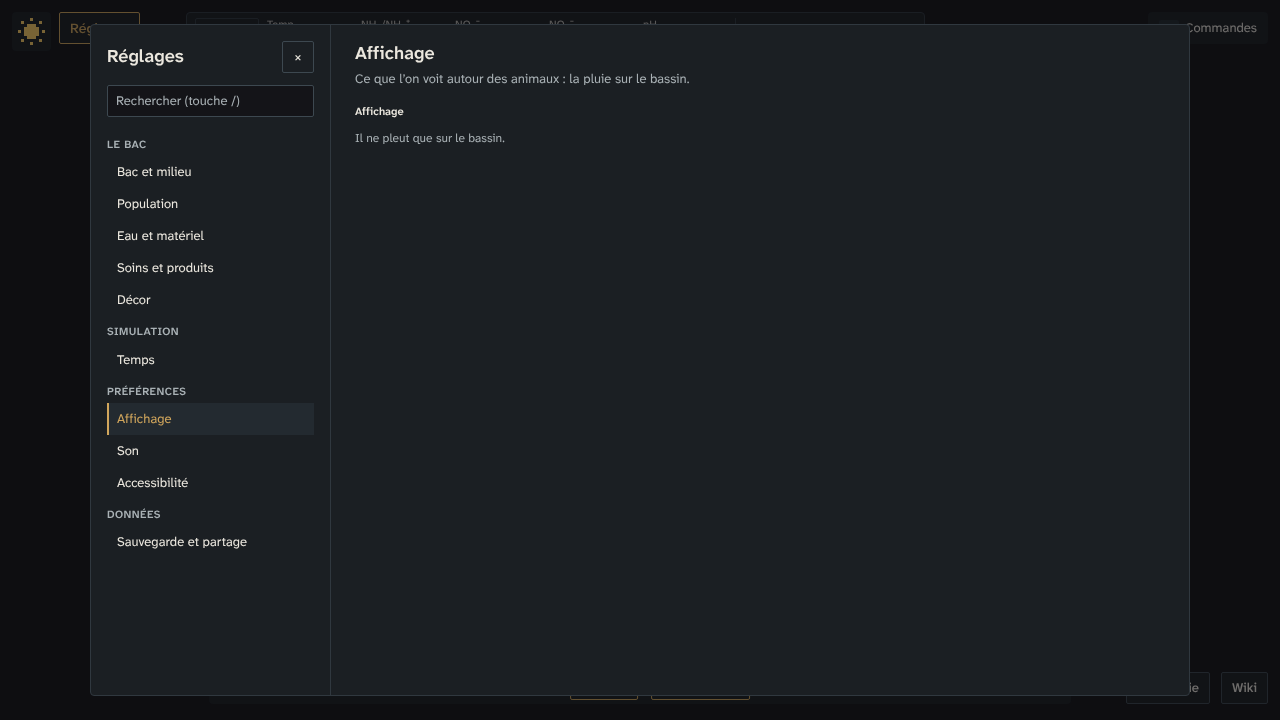 Réglages
×
Rechercher (touche /)
LE BAC
Bac et milieu
Population
Eau et matériel
Soins et produits
Décor
SIMULATION
Temps
PRÉFÉRENCES
Affichage
Son
Accessibilité
DONNÉES
Sauvegarde et partage
Affichage
Ce que l'on voit autour des animaux : la pluie sur le bassin.
Affichage
Il ne pleut que sur le bassin.
Commandes
Wiki